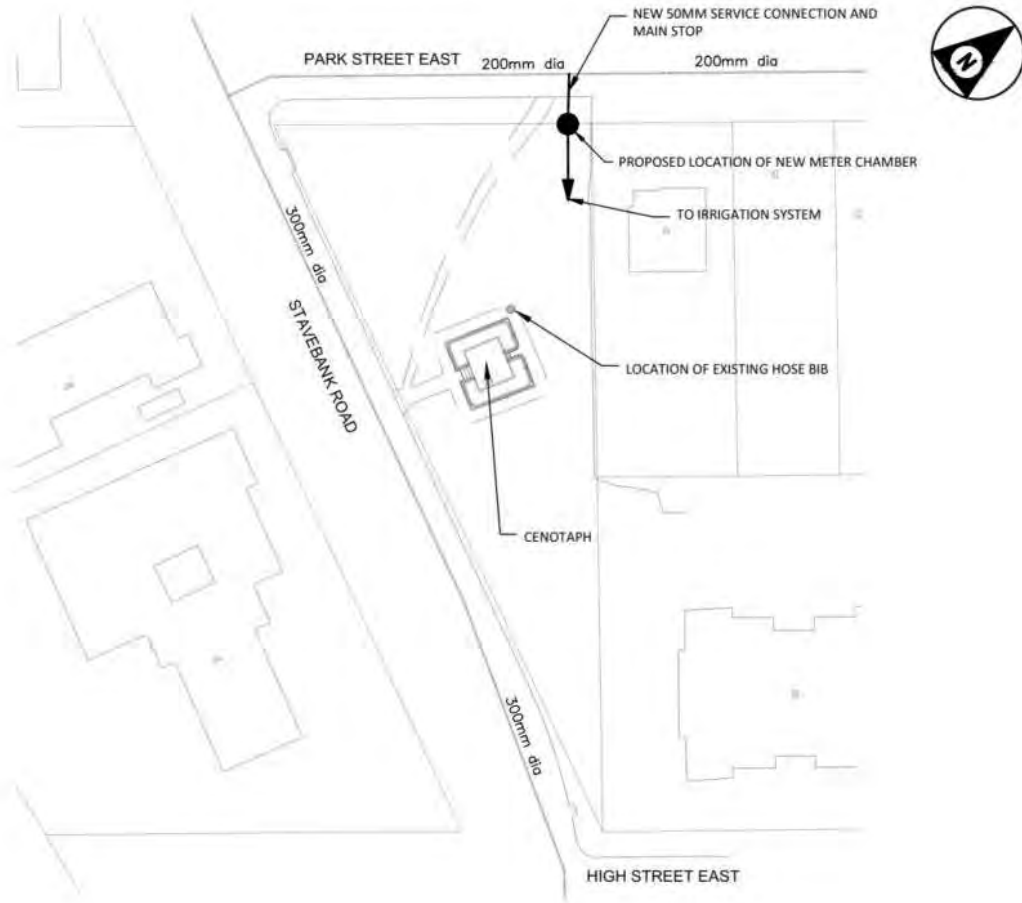 NEW 50MM SERVICE CONNECTION AND
MAIN STOP
PARK STREET EAST
200mm dia
200mm dia
N
PROPOSED LOCATION OF NEW METER CHAMBER
TO IRRIGATION SYSTEM
300mm dia
STAVEBANK ROAD
LOCATION OF EXISTING HOSE BIB
CENOTAPH
300mm dia
HIGH STREET EAST